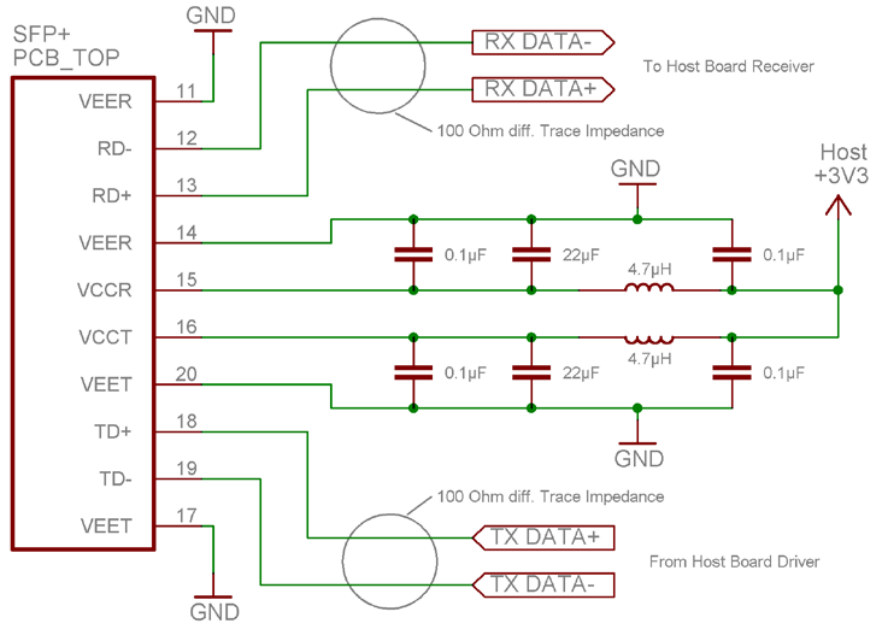 SFP+
PCB_TOP
GND
VEER 11
RD- 12
RD+ 13
VEER 14
VCCR 15
VCCT 16
VEET 20
TD+ 18
TD- 19
VEET 17
GND
RX DATA-
RX DATA+
To Host Board Receiver
100 Ohm diff. Trace Impedance
GND
Host
+3V3
0.1µF
22µF
4.7µH
0.1µF
4.7µH
0.1µF
22µF
0.1µF
GND
100 Ohm diff. Trace Impedance
TX DATA+
TX DATA-
From Host Board Driver